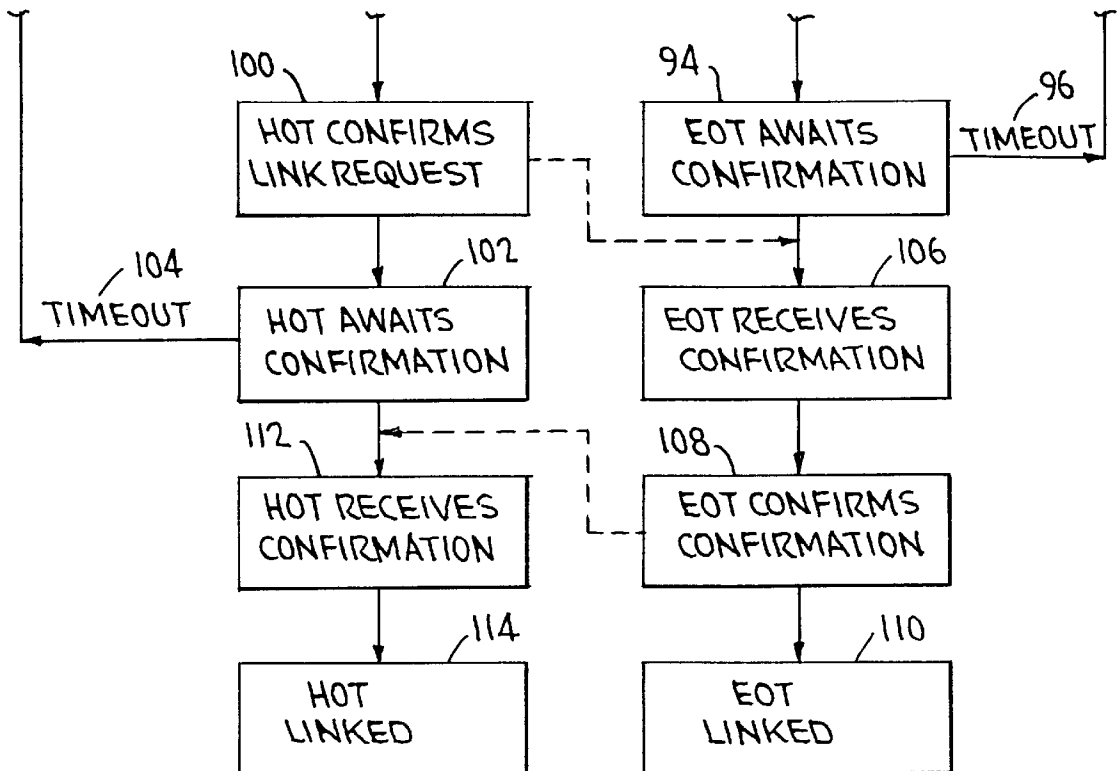 100
HOT CONFIRMS
LINK REQUEST
94
EOT AWAITS
CONFIRMATION
96
TIMEOUT
104
TIMEOUT
102
HOT AWAITS
CONFIRMATION
106
EOT RECEIVES
CONFIRMATION
112
HOT RECEIVES
CONFIRMATION
108
EOT CONFIRMS
CONFIRMATION
114
HOT
LINKED
110
EOT
LINKED